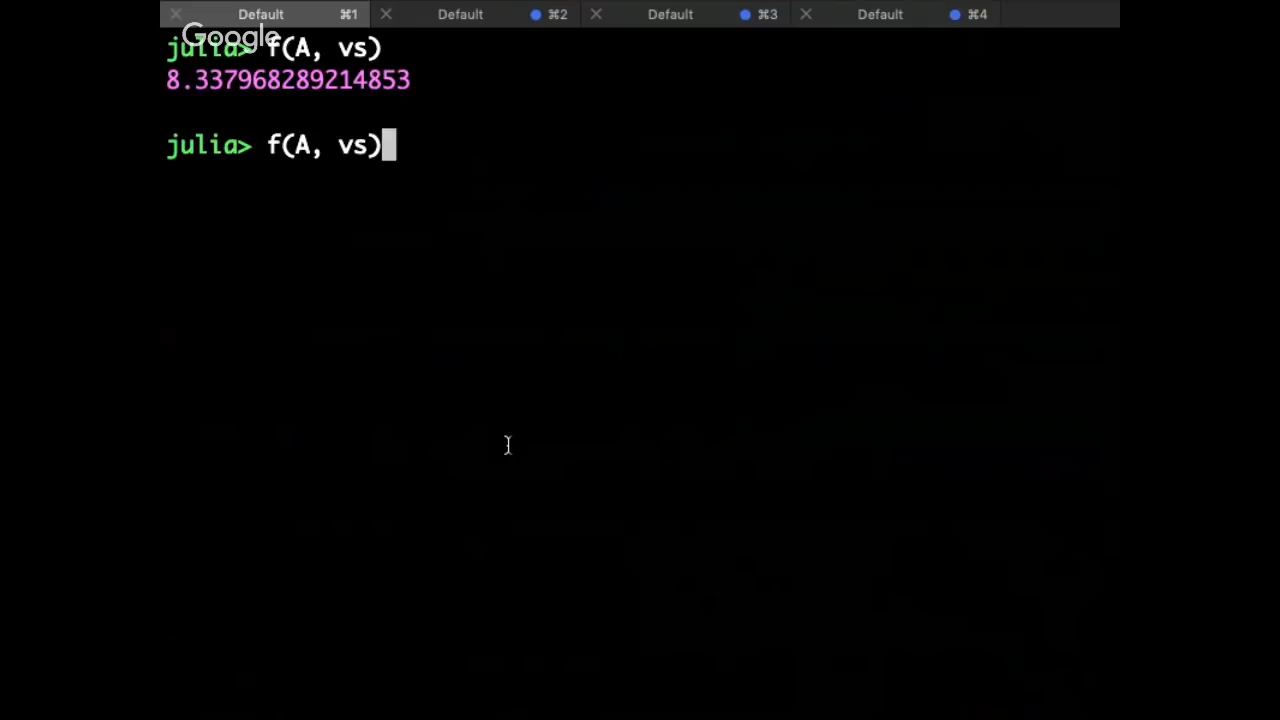 Default ⌘1 Default ⌘2 Default ⌘3 Default ⌘4
Google
julia> f(A, vs)
8.337968289214853
julia> f(A, vs)